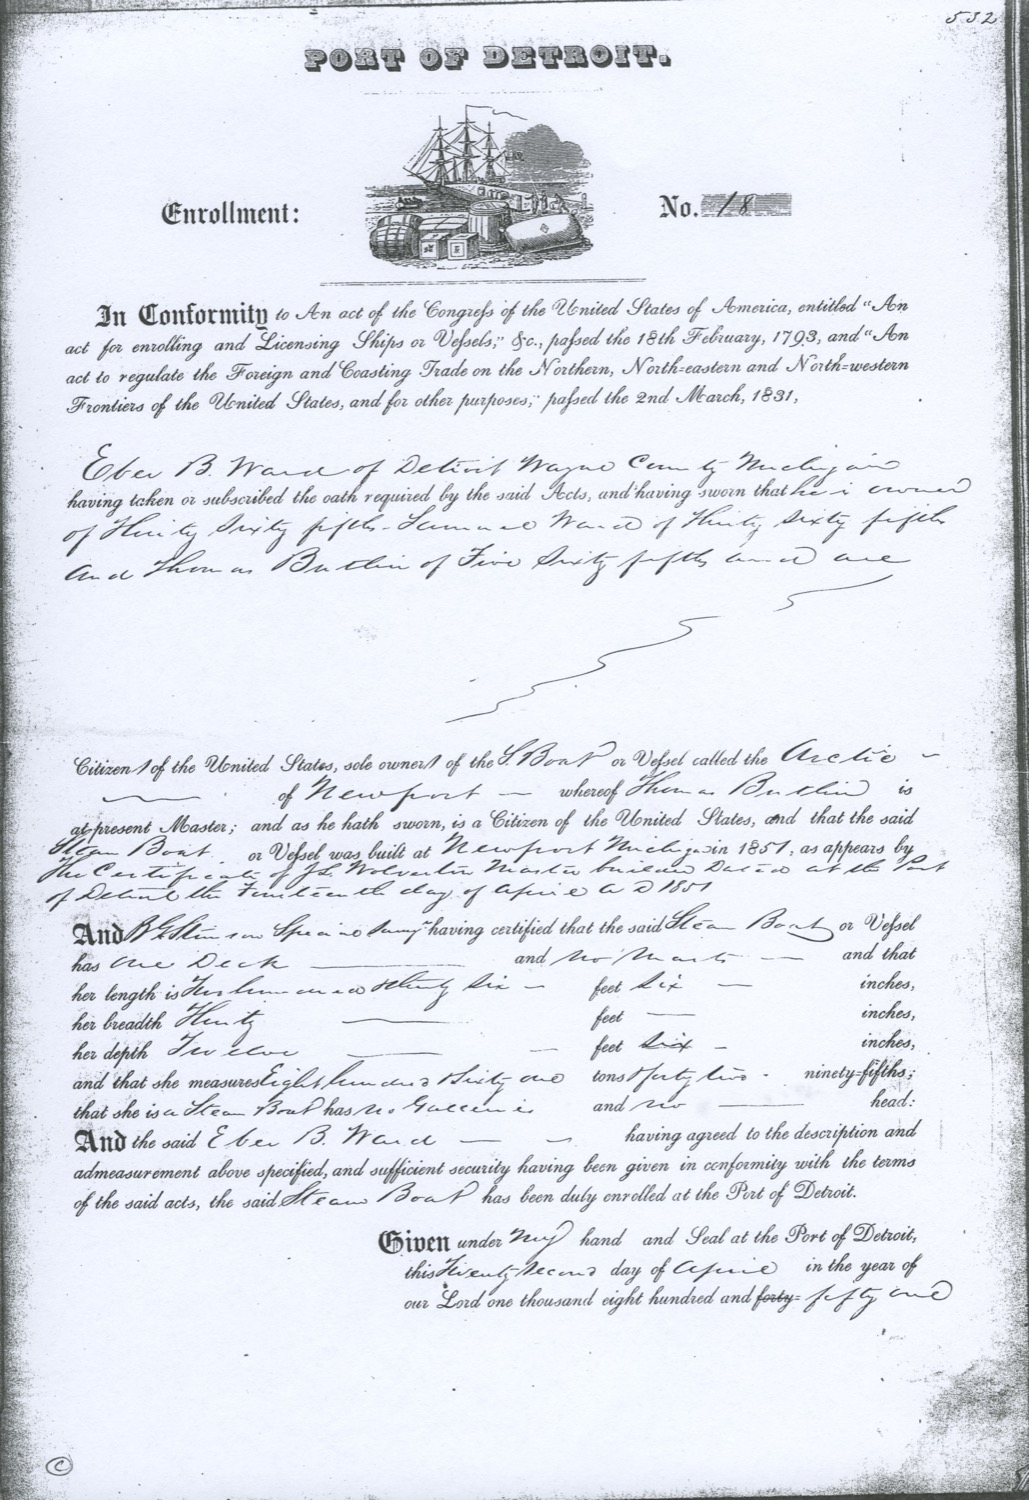 532
PORT OF DETROIT.
Enrollment:
No. 18
In Conformity to An act of the Congress of the United States of America, entitled "An
act for enrolling and Licensing Ships or Vessels," &c., passed the 18th February, 1793, and "An
act to regulate the Foreign and Coasting Trade on the Northern, North=eastern and North=western
Frontiers of the United States, and for other purposes," passed the 2nd March, 1831,
Eber B. Ward of Detroit Wayne County Michigan
having taken or subscribed the oath required by the said Acts, and having sworn that he is owner
of Thirty Sixty fifths - Samuel Ward of Thirty Sixty fifths
And Thomas Butlin of Five Sixty fifths and are
Citizens of the United States, sole owners of the S. Boat or Vessel called the Arctic
of Newport whereof Thomas Butlin is
at present Master; and as he hath sworn, is a Citizen of the United States, and that the said
Steam Boat or Vessel was built at Newport Michigan in 1851, as appears by
The Certificate of J. L. Wolverton Master builder Dated at the Port
of Detroit the Fourteenth day of April A D 1851
And B G Stimson Special Survr having certified that the said Steam Boat or Vessel
has One Deck and No Masts and that
her length is Two hundred & thirty Six feet Six inches,
her breadth Thirty feet inches,
her depth Twelve feet Six inches,
and that she measures Eight hundred Sixty one tons & forty two ninety=fifths;
that she is a Steam Boat has no Galleries and no head:
And the said Eber B. Ward having agreed to the description and
admeasurement above specified, and sufficient security having been given in conformity with the terms
of the said acts, the said Steam Boat has been duly enrolled at the Port of Detroit.
Given under My hand and Seal at the Port of Detroit,
this Twenty Second day of April in the year of
our Lord one thousand eight hundred and forty= fifty one
C